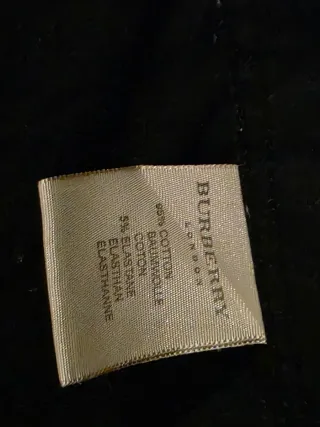 BURBERRY
LONDON
95% COTTON
BAUMWOLLE
COTON
5% ELASTANE
ELASTHAN
ELASTHANNE